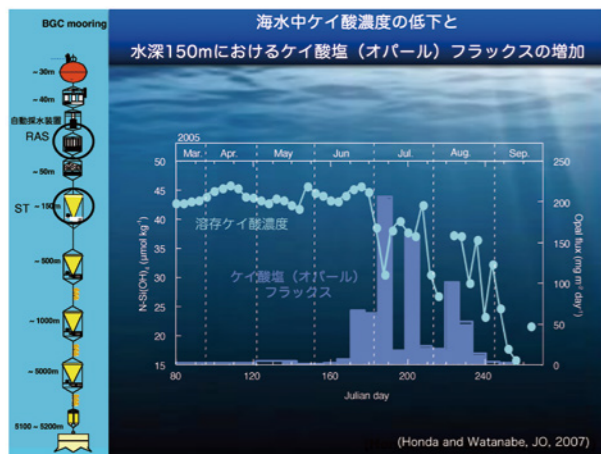 BGC mooring
~30m
~40m
自動採水装置
RAS
~50m
ST
~150m
~500m
~1000m
~5000m
5100 ~ 5200m
海水中ケイ酸濃度の低下と
水深150mにおけるケイ酸塩（オパール）フラックスの増加
2005
Mar. Apr. May Jun Jul. Aug. Sep.
50
45
40
35
30
25
20
15
N-Si(OH)₄ (μmol kg⁻¹)
溶存ケイ酸濃度
ケイ酸塩（オパール）
フラックス
250
200
150
100
50
0
Opal flux (mg m² day⁻¹)
80 120 160 200 240
Julian day
(Honda and Watanabe, JO, 2007)